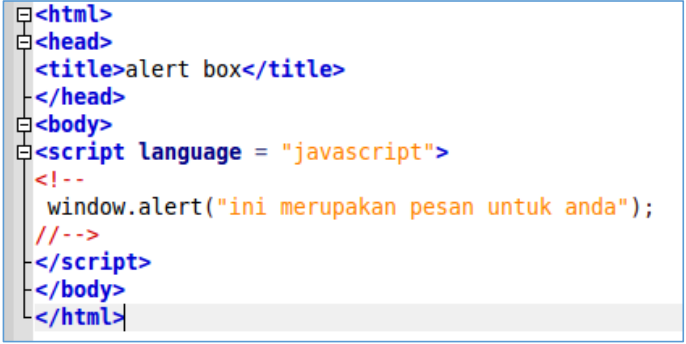 <html>
<head>
<title>alert box</title>
</head>
<body>
<script language = "javascript">
<!--
 window.alert("ini merupakan pesan untuk anda");
//-->
</script>
</body>
</html>